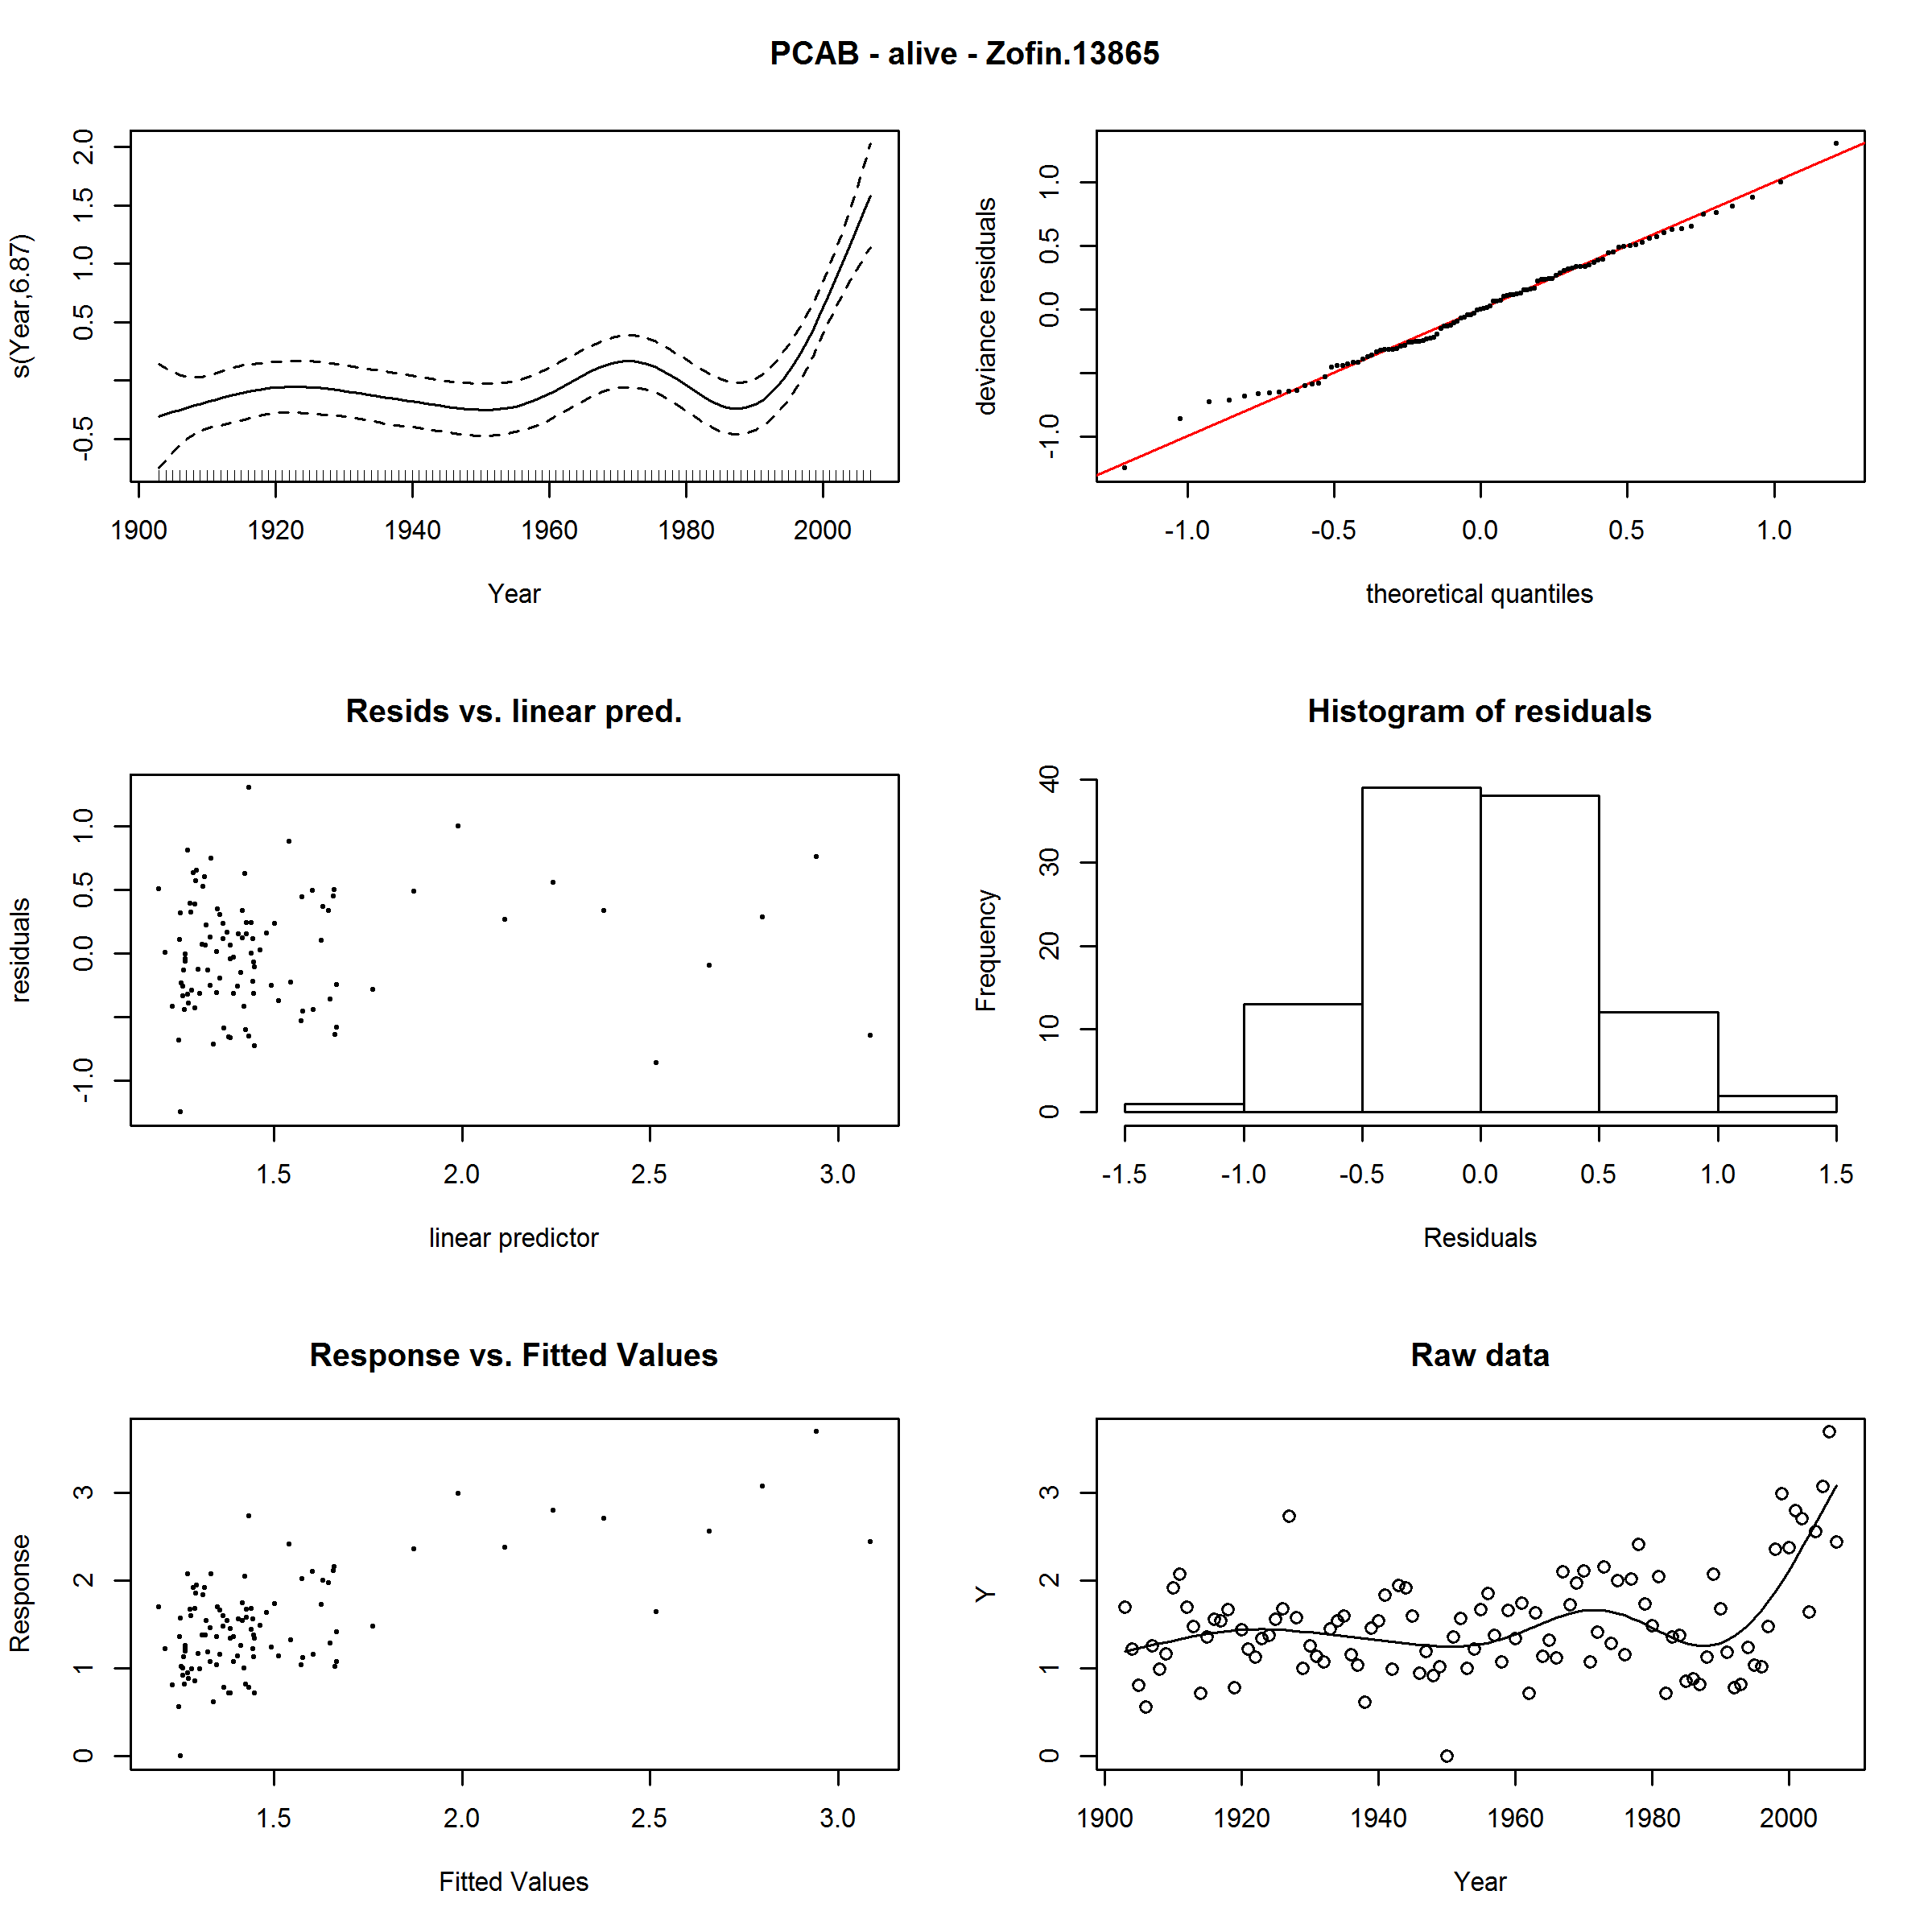 PCAB - alive - Zofin.13865
s(Year,6.87)
-0.5 0.5 1.0 1.5 2.0
1900 1920 1940 1960 1980 2000
Year
deviance residuals
-1.0 0.0 0.5 1.0
-1.0 -0.5 0.0 0.5 1.0
theoretical quantiles
Resids vs. linear pred.
residuals
-1.0 0.0 0.5 1.0
1.5 2.0 2.5 3.0
linear predictor
Histogram of residuals
Frequency
0 10 20 30 40
-1.5 -1.0 -0.5 0.0 0.5 1.0 1.5
Residuals
Response vs. Fitted Values
Response
0 1 2 3
1.5 2.0 2.5 3.0
Fitted Values
Raw data
Y
0 1 2 3
1900 1920 1940 1960 1980 2000
Year